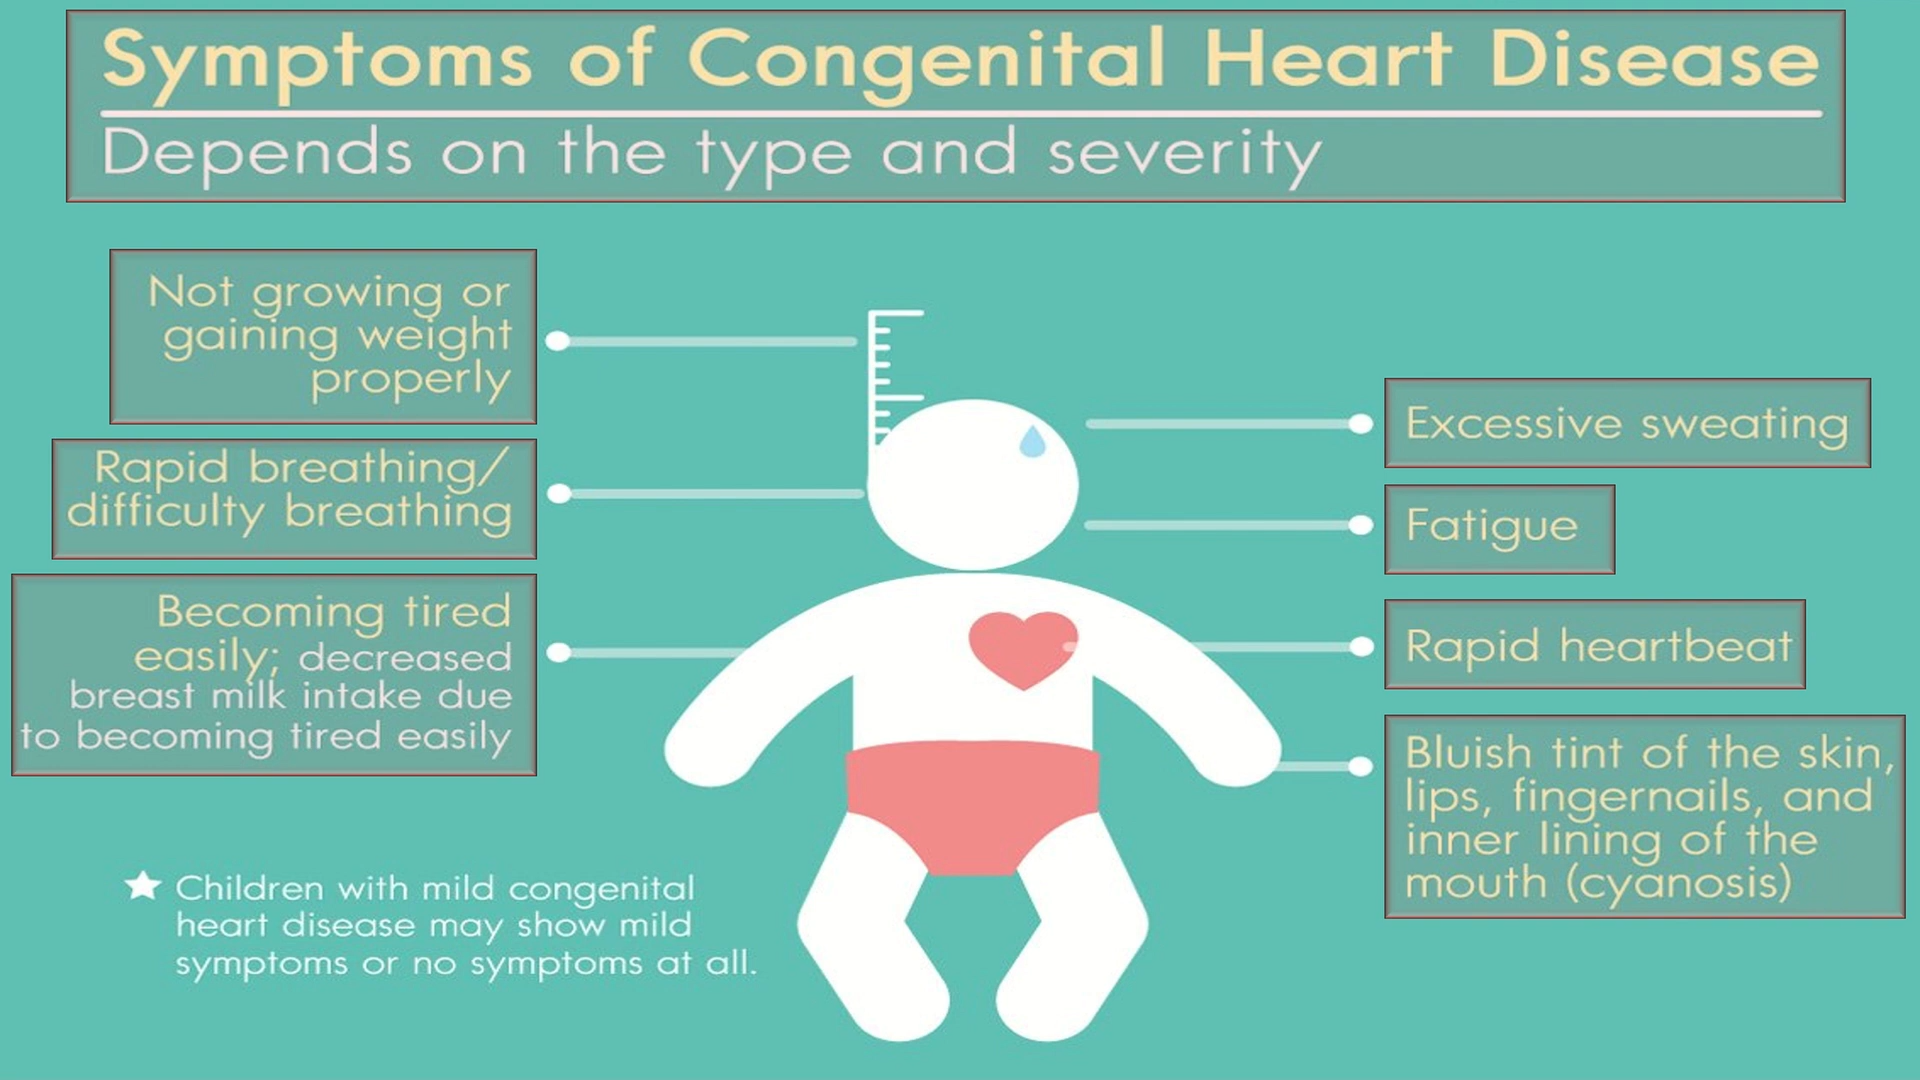 Symptoms of Congenital Heart Disease
Depends on the type and severity
Not growing or
gaining weight
properly
Rapid breathing/
difficulty breathing
Becoming tired
easily; decreased
breast milk intake due
to becoming tired easily
Excessive sweating
Fatigue
Rapid heartbeat
Bluish tint of the skin,
lips, fingernails, and
inner lining of the
mouth (cyanosis)
Children with mild congenital
heart disease may show mild
symptoms or no symptoms at all.